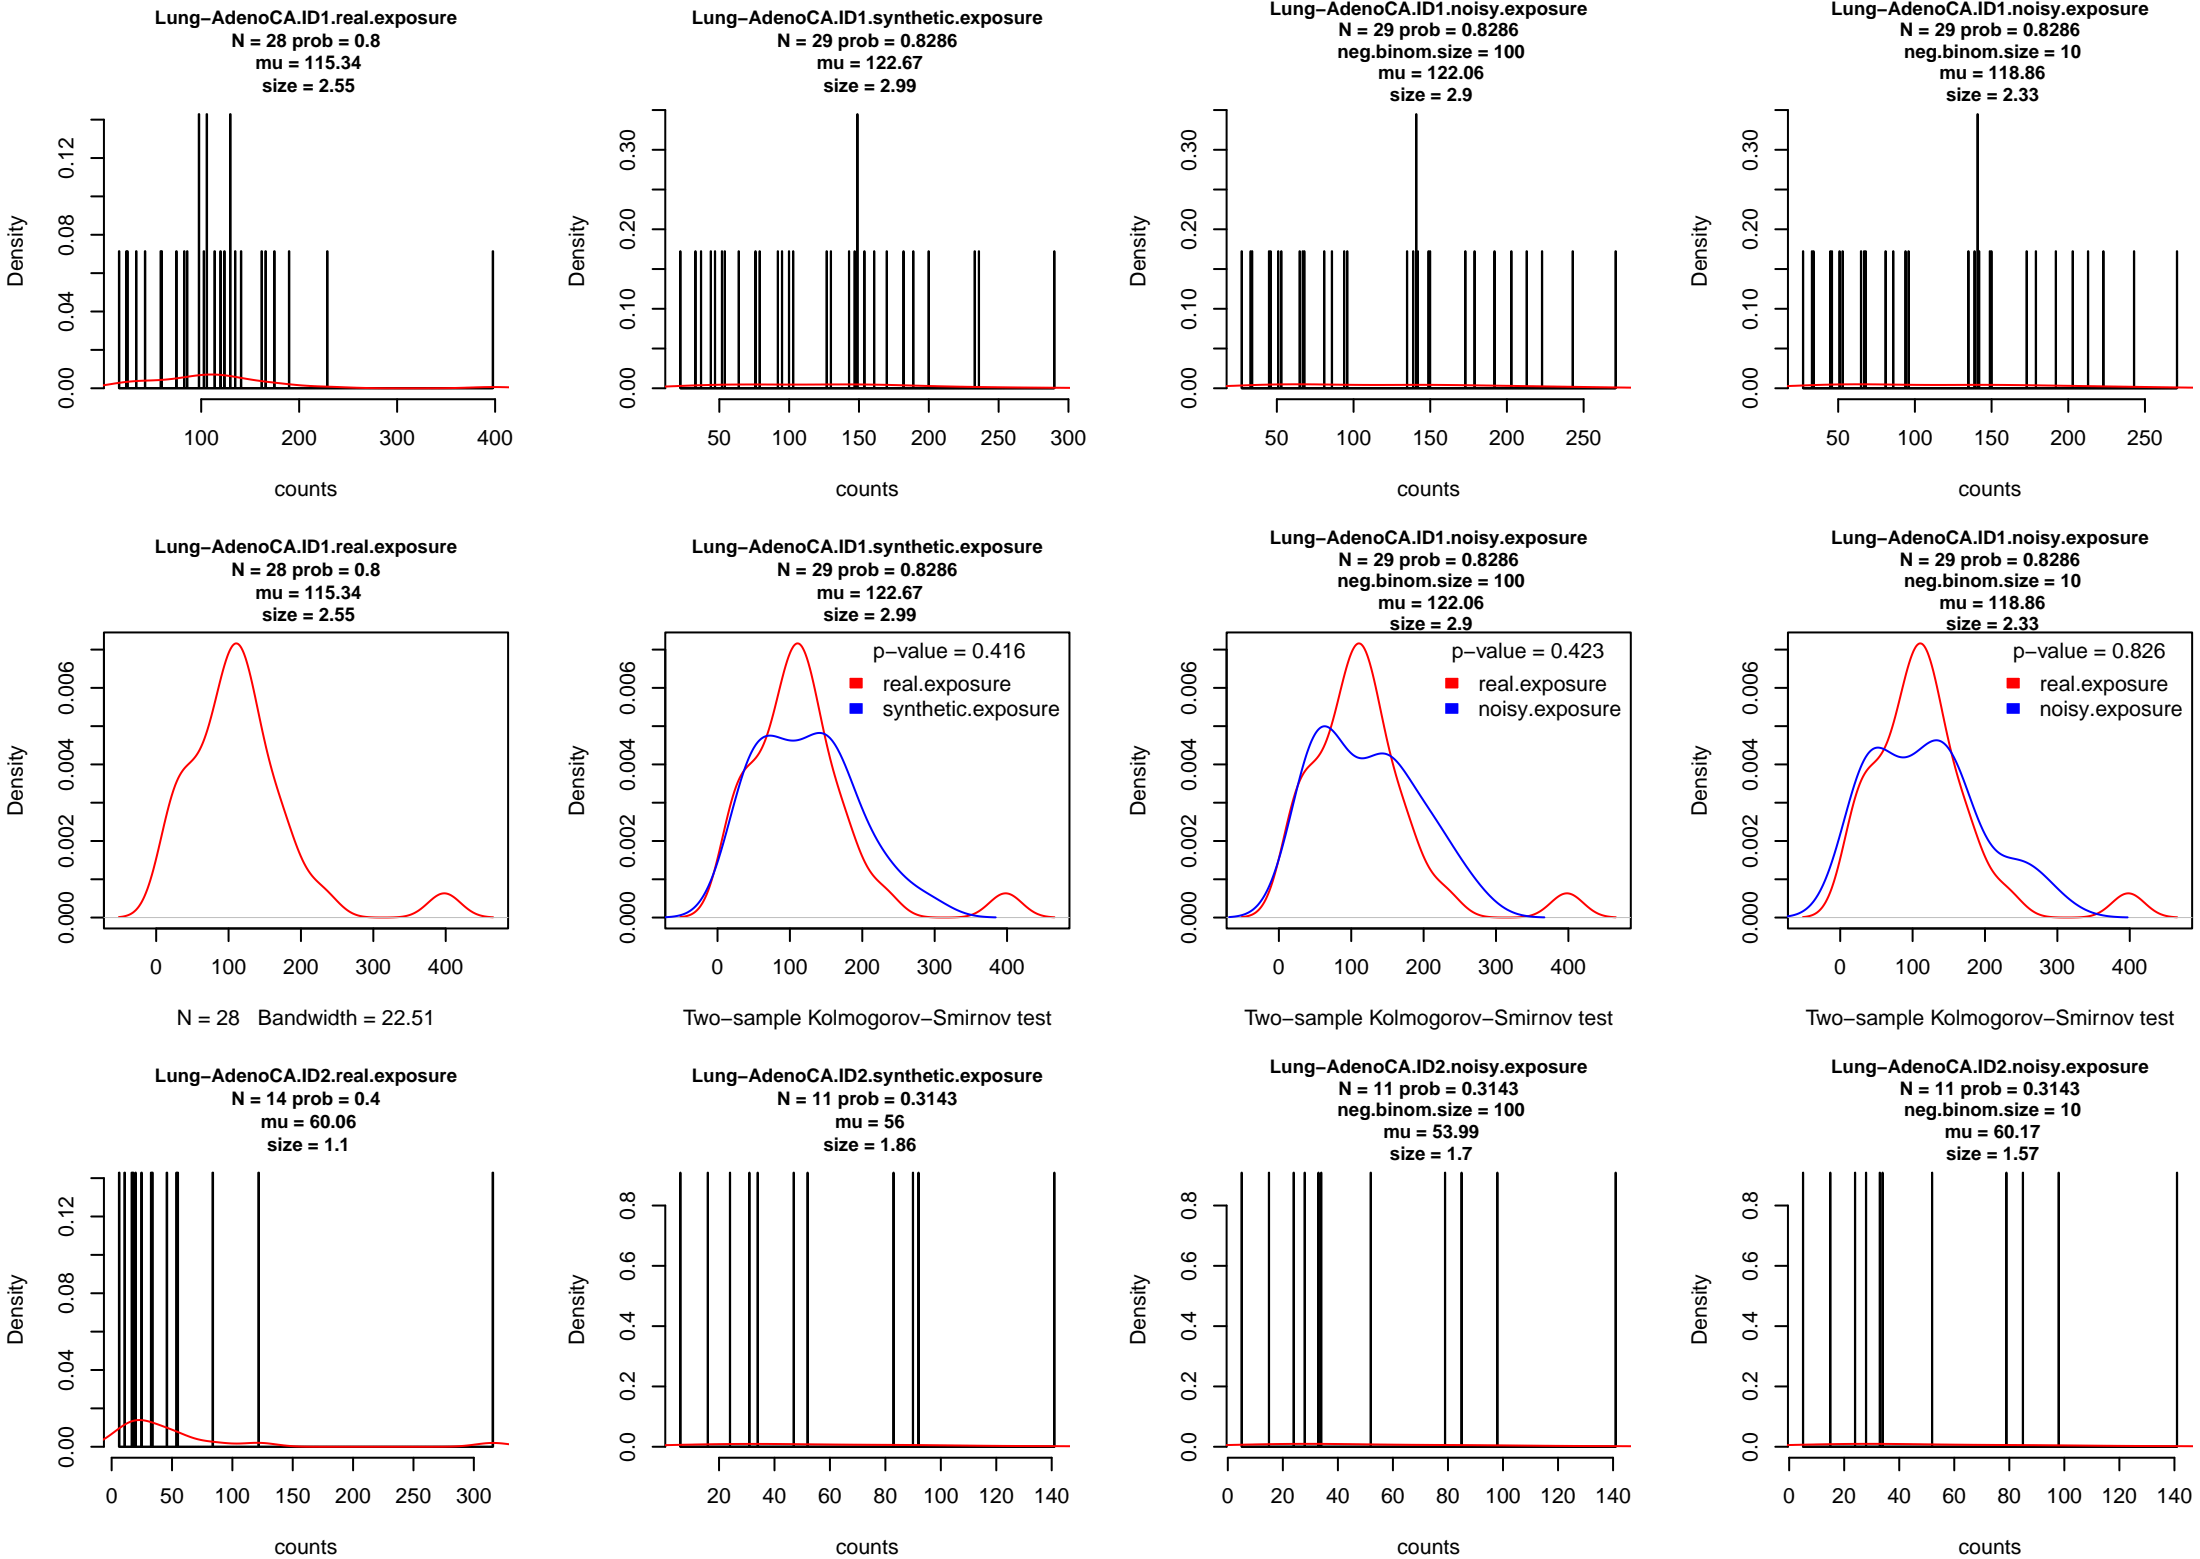 Lung−AdenoCA.ID1.real.exposure
N = 28 prob = 0.8
mu = 115.34
size = 2.55
Density
0.00 0.04 0.08 0.12
100 200 300 400
counts
Lung−AdenoCA.ID1.synthetic.exposure
N = 29 prob = 0.8286
mu = 122.67
size = 2.99
Density
0.00 0.10 0.20 0.30
50 100 150 200 250 300
counts
Lung−AdenoCA.ID1.noisy.exposure
N = 29 prob = 0.8286
neg.binom.size = 100
mu = 122.06
size = 2.9
Density
0.00 0.10 0.20 0.30
50 100 150 200 250
counts
Lung−AdenoCA.ID1.noisy.exposure
N = 29 prob = 0.8286
neg.binom.size = 10
mu = 118.86
size = 2.33
Density
0.00 0.10 0.20 0.30
50 100 150 200 250
counts
Lung−AdenoCA.ID1.real.exposure
N = 28 prob = 0.8
mu = 115.34
size = 2.55
Density
0.000 0.002 0.004 0.006
0 100 200 300 400
N = 28 Bandwidth = 22.51
Lung−AdenoCA.ID1.synthetic.exposure
N = 29 prob = 0.8286
mu = 122.67
size = 2.99
p−value = 0.416
real.exposure
synthetic.exposure
Density
0.000 0.002 0.004 0.006
0 100 200 300 400
Two−sample Kolmogorov−Smirnov test
Lung−AdenoCA.ID1.noisy.exposure
N = 29 prob = 0.8286
neg.binom.size = 100
mu = 122.06
size = 2.9
p−value = 0.423
real.exposure
noisy.exposure
Density
0.000 0.002 0.004 0.006
0 100 200 300 400
Two−sample Kolmogorov−Smirnov test
Lung−AdenoCA.ID1.noisy.exposure
N = 29 prob = 0.8286
neg.binom.size = 10
mu = 118.86
size = 2.33
p−value = 0.826
real.exposure
noisy.exposure
Density
0.000 0.002 0.004 0.006
0 100 200 300 400
Two−sample Kolmogorov−Smirnov test
Lung−AdenoCA.ID2.real.exposure
N = 14 prob = 0.4
mu = 60.06
size = 1.1
Density
0.00 0.04 0.08 0.12
0 50 100 150 200 250 300
counts
Lung−AdenoCA.ID2.synthetic.exposure
N = 11 prob = 0.3143
mu = 56
size = 1.86
Density
0.0 0.2 0.4 0.6 0.8
20 40 60 80 100 120 140
counts
Lung−AdenoCA.ID2.noisy.exposure
N = 11 prob = 0.3143
neg.binom.size = 100
mu = 53.99
size = 1.7
Density
0.0 0.2 0.4 0.6 0.8
0 20 40 60 80 100 120 140
counts
Lung−AdenoCA.ID2.noisy.exposure
N = 11 prob = 0.3143
neg.binom.size = 10
mu = 60.17
size = 1.57
Density
0.0 0.2 0.4 0.6 0.8
0 20 40 60 80 100 120 140
counts